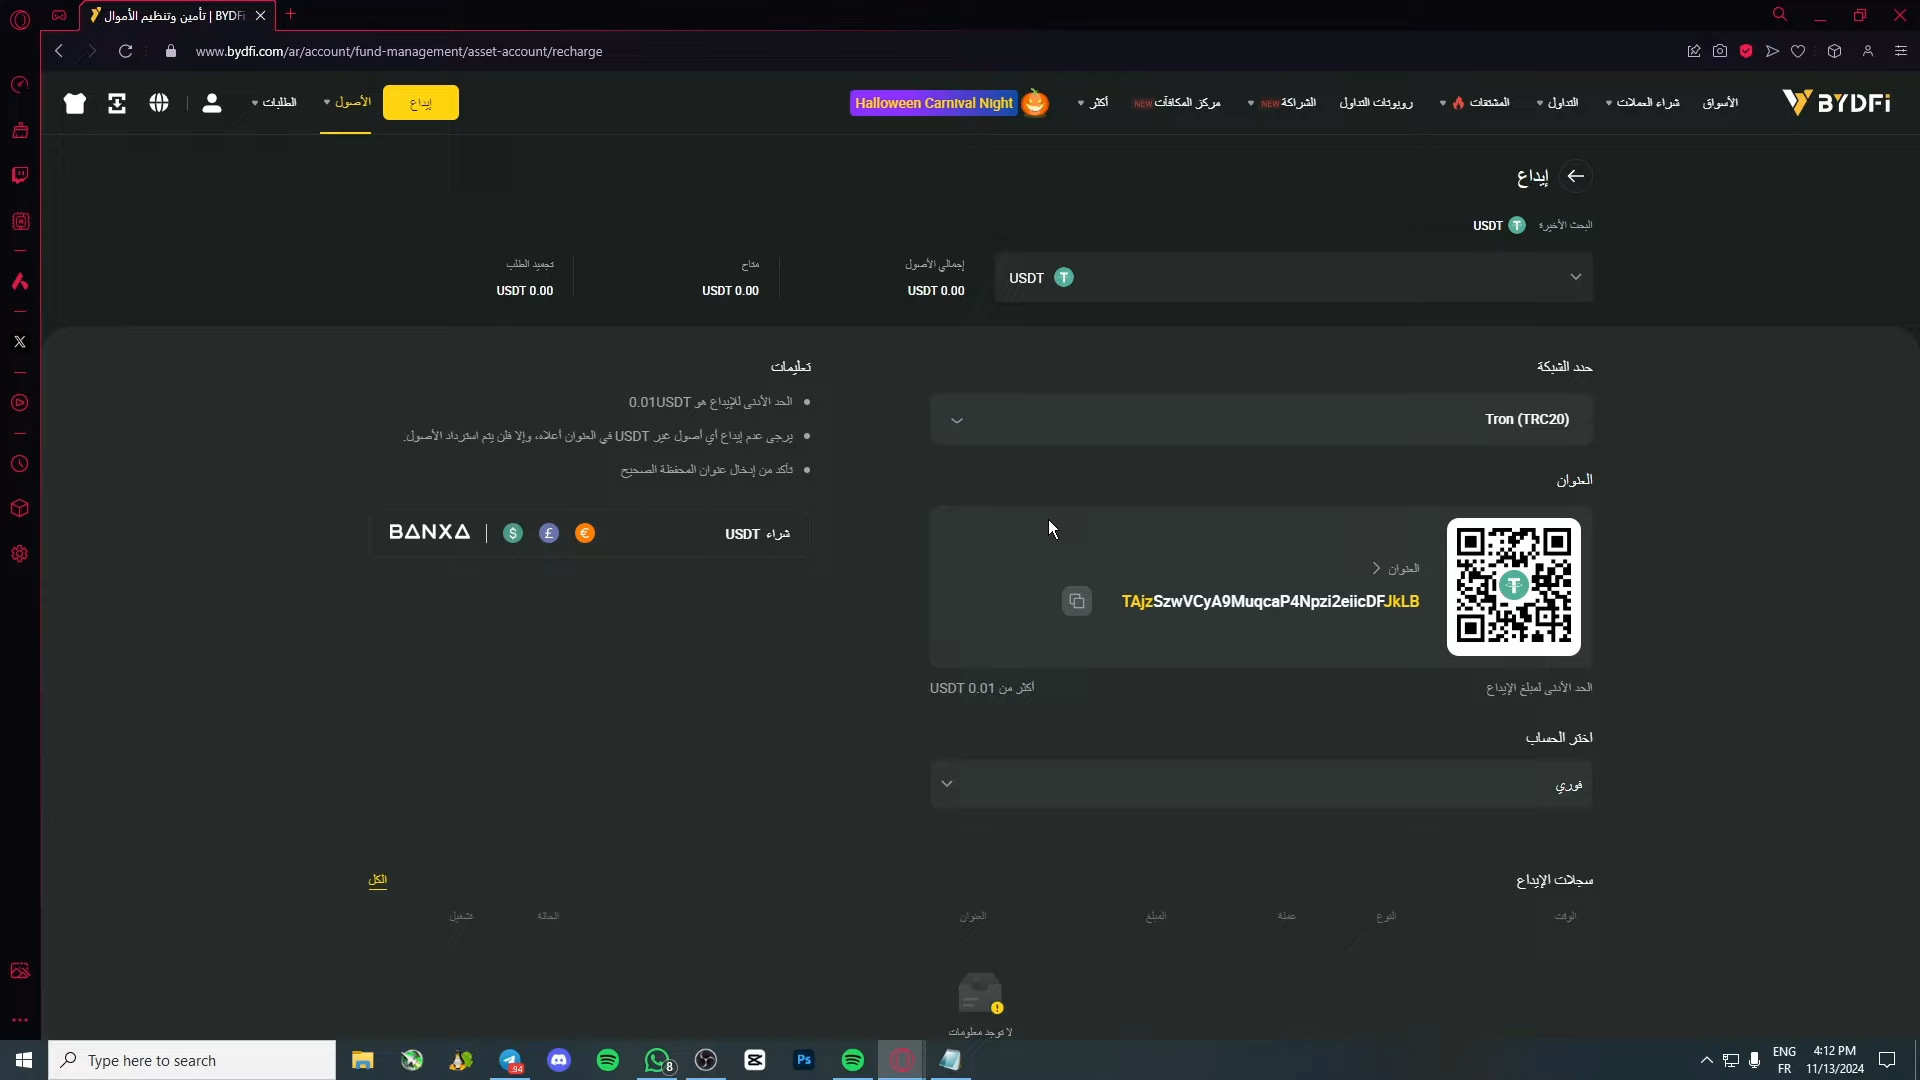 تأمين وتنظيم الأموال | BYDFi
www.bydfi.com/ar/account/fund-management/asset-account/recharge
BYDFi
الأسواق
شراء العملات
التداول
المشتقات
روبوتات التداول
الشراكة NEW
مركز المكافآت NEW
أكثر
Halloween Carnival Night
إيداع
الأصول
الطلبات
إيداع
البحث الأخيرة
USDT
USDT
إجمالي الأصول
USDT 0.00
متاح
USDT 0.00
تجميد الطلب
USDT 0.00
حدد الشبكة
Tron (TRC20)
العنوان
العنوان
TAjzSzwVCyA9MuqcaP4Npzi2eiicDFJkLB
الحد الأدنى لمبلغ الإيداع
أكثر من 0.01 USDT
اختر الحساب
فوري
تعليمات
الحد الأدنى للإيداع هو 0.01USDT
يرجى عدم إيداع أي أصول غير USDT في العنوان أعلاه، وإلا فلن يتم استرداد الأصول.
تأكد من إدخال عنوان المحفظة الصحيح
شراء USDT
BANXA
سجلات الإيداع
الكل
الوقت
النوع
عملة
المبلغ
العنوان
الحالة
تشغيل
لا توجد معلومات
Type here to search
94
8
Ps
ENG
FR
4:12 PM
11/13/2024